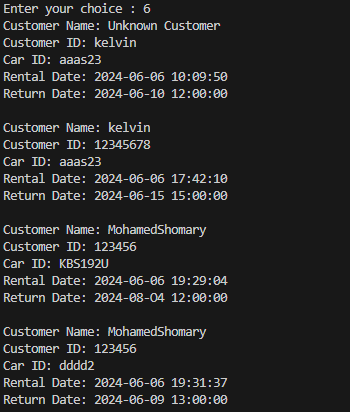 Enter your choice : 6
Customer Name: Unknown Customer
Customer ID: kelvin
Car ID: aaas23
Rental Date: 2024-06-06 10:09:50
Return Date: 2024-06-10 12:00:00
Customer Name: kelvin
Customer ID: 12345678
Car ID: aaas23
Rental Date: 2024-06-06 17:42:10
Return Date: 2024-06-15 15:00:00
Customer Name: MohamedShomary
Customer ID: 123456
Car ID: KBS192U
Rental Date: 2024-06-06 19:29:04
Return Date: 2024-08-O4 12:00:00
Customer Name: MohamedShomary
Customer ID: 123456
Car ID: dddd2
Rental Date: 2024-06-06 19:31:37
Return Date: 2024-06-09 13:00:00